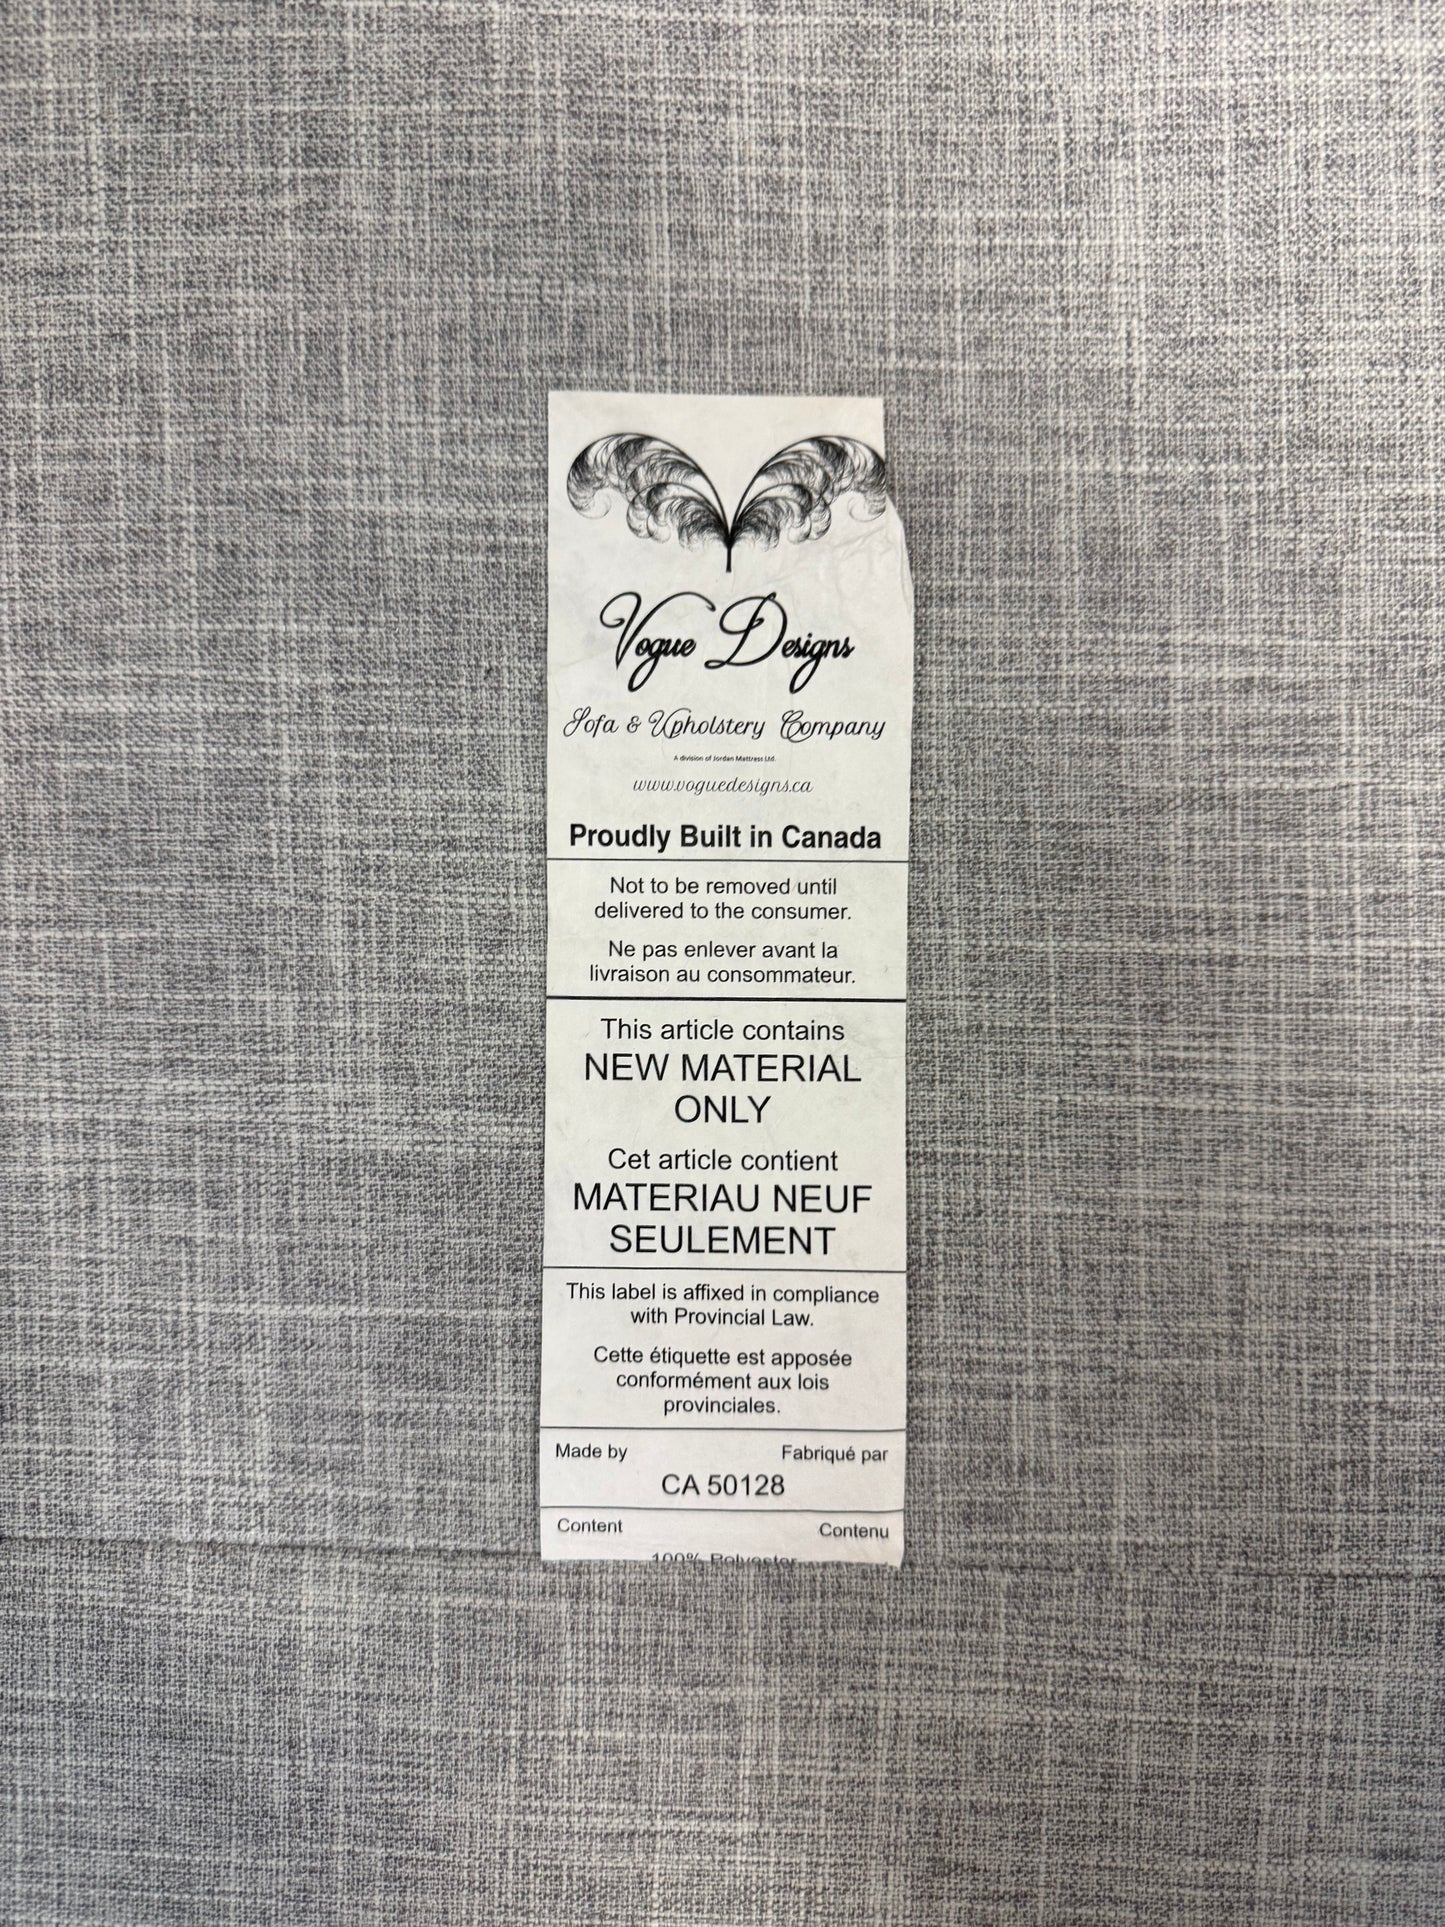 Vogue Designs
Sofa & Upholstery Company
A division of Jordan Mattress Ltd.
www.voguedesigns.ca
Proudly Built in Canada
Not to be removed until
delivered to the consumer.
Ne pas enlever avant la
livraison au consommateur.
This article contains
NEW MATERIAL
ONLY
Cet article contient
MATERIAU NEUF
SEULEMENT
This label is affixed in compliance
with Provincial Law.
Cette étiquette est apposée
conformément aux lois
provinciales.
Made by Fabriqué par
CA 50128
Content Contenu
100% Polyester